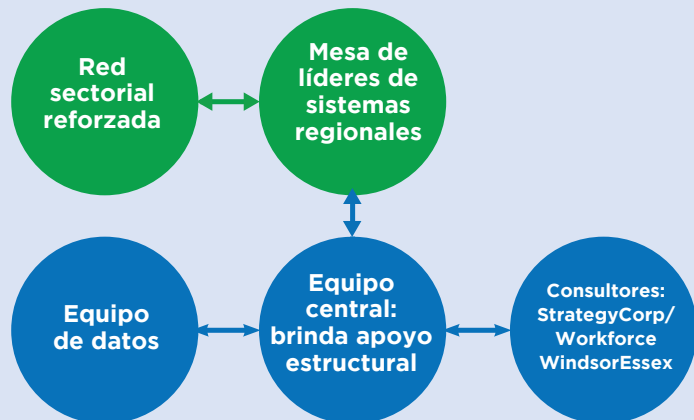 Red
sectorial
reforzada
Mesa de
líderes de
sistemas
regionales
Equipo
de datos
Equipo
central:
brinda apoyo
estructural
Consultores:
StrategyCorp/
Workforce
WindsorEssex